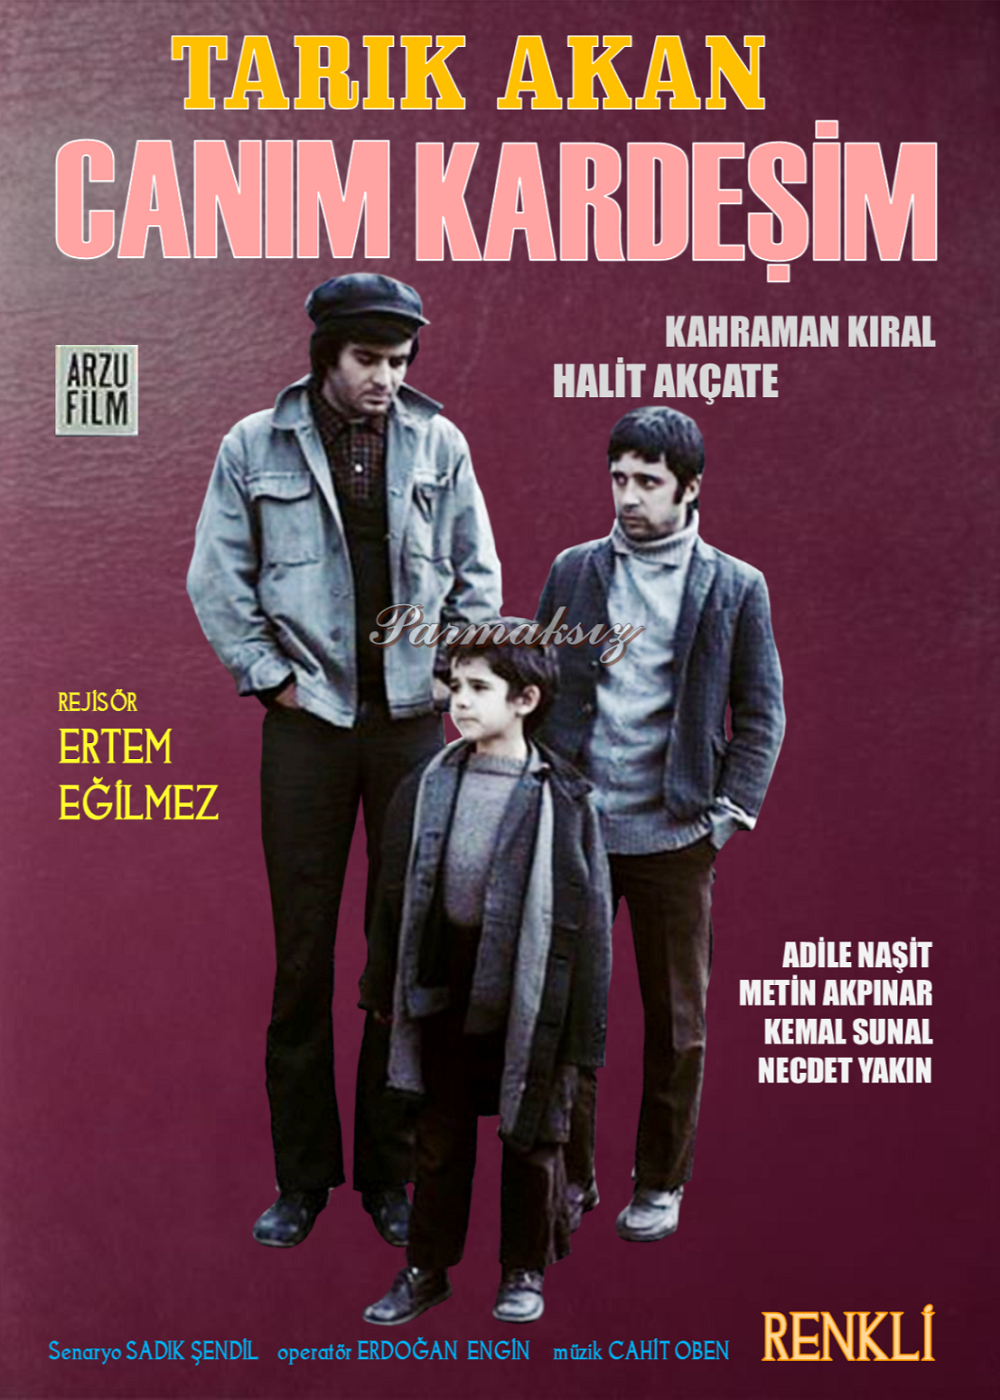 TARIK AKAN
CANIM KARDEŞİM
KAHRAMAN KIRAL
HALİT AKÇATE
ARZU
FİLM
Parmaksız
REJİSÖR
ERTEM
EĞİLMEZ
ADİLE NAŞİT
METİN AKPINAR
KEMAL SUNAL
NECDET YAKIN
Senaryo SADIK ŞENDİL operatör ERDOĞAN ENGİN müzik CAHİT OBEN
RENKLİ